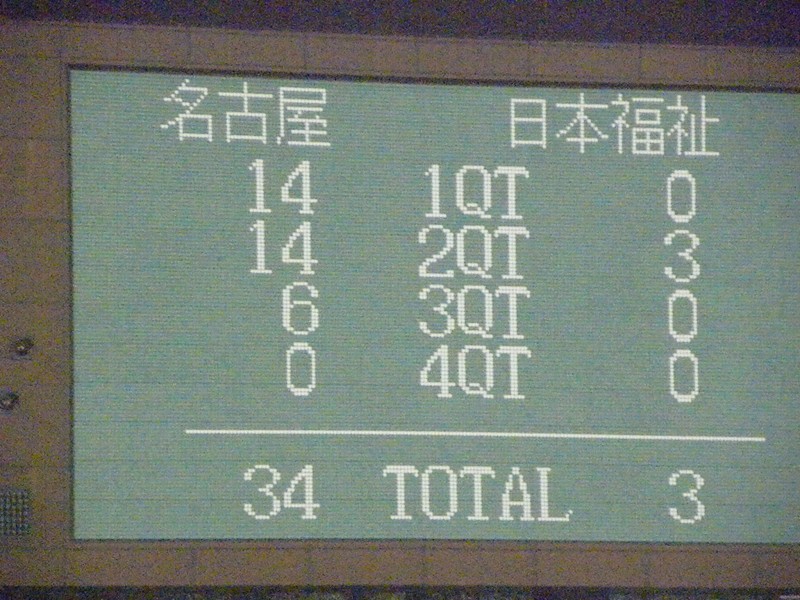 名古屋 日本福祉
14 1QT 0
14 2QT 3
6 3QT 0
0 4QT 0
34 TOTAL 3